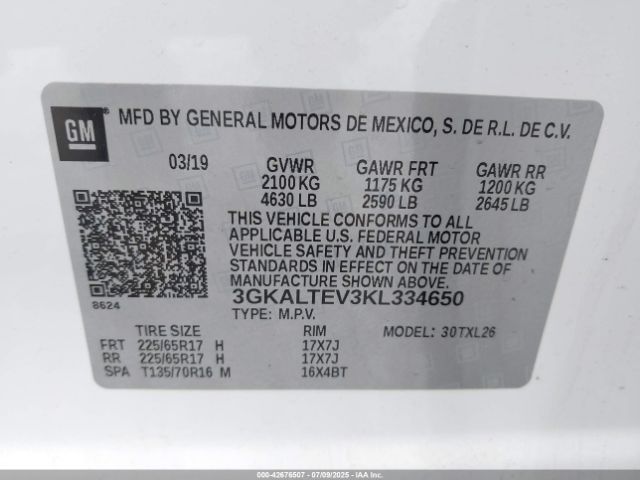 GM
MFD BY GENERAL MOTORS DE MEXICO, S. DE R.L. DE C.V.
03/19 GVWR GAWR FRT GAWR RR
2100 KG 1175 KG 1200 KG
4630 LB 2590 LB 2645 LB
THIS VEHICLE CONFORMS TO ALL
APPLICABLE U.S. FEDERAL MOTOR
VEHICLE SAFETY AND THEFT
PREVENTION STANDARDS IN EFFECT
ON THE DATE OF MANUFACTURE
SHOWN ABOVE.
3GKALTEV3KL334650
8624
TYPE: M.P.V.
TIRE SIZE RIM MODEL: 30TXL26
FRT 225/65R17 H 17X7J
RR 225/65R17 H 17X7J
SPA T135/70R16 M 16X4BT
000-42676507 - 07/09/2025 - IAAI.COM